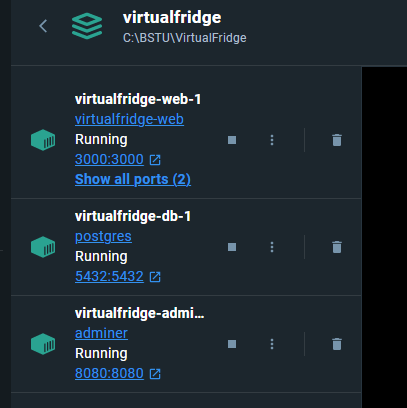 virtualfridge
C:\BSTU\VirtualFridge
virtualfridge-web-1
virtualfridge-web
Running
3000:3000
Show all ports (2)
virtualfridge-db-1
postgres
Running
5432:5432
virtualfridge-admi...
adminer
Running
8080:8080